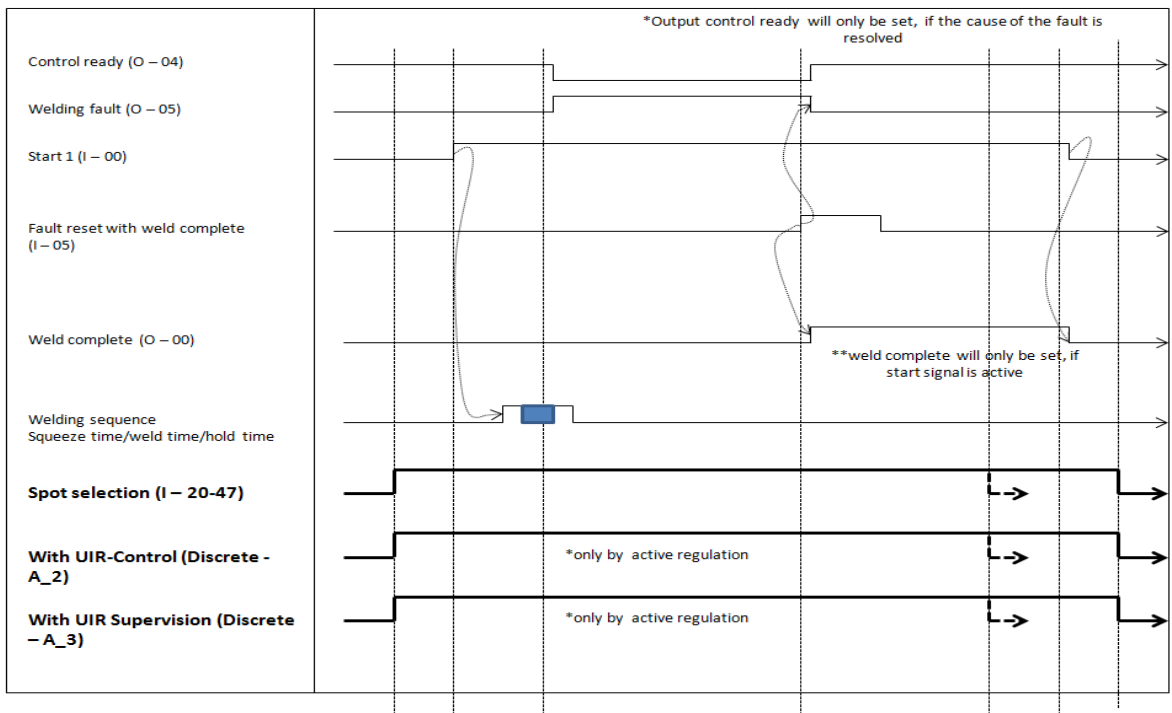 *Output control ready will only be set, if the cause of the fault is
resolved
Control ready (O – 04)
Welding fault (O – 05)
Start 1 (I – 00)
Fault reset with weld complete
(I – 05)
Weld complete (O – 00)
**weld complete will only be set, if
start signal is active
Welding sequence
Squeeze time/weld time/hold time
Spot selection (I – 20-47)
With UIR-Control (Discrete -
A_2)
*only by active regulation
With UIR Supervision (Discrete
– A_3)
*only by active regulation